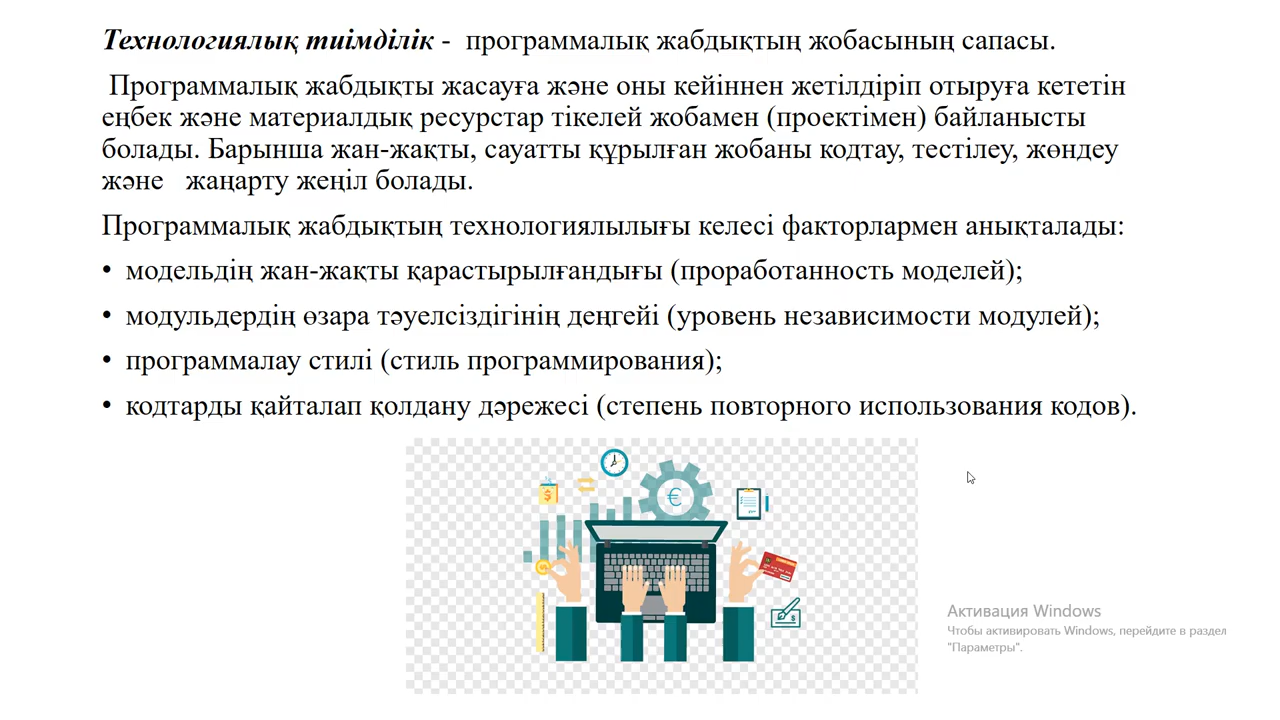 Технологиялық тиімділік - программалық жабдықтың жобасының сапасы.
Программалық жабдықты жасауға және оны кейіннен жетілдіріп отыруға кететін
еңбек және материалдық ресурстар тікелей жобамен (проектімен) байланысты
болады. Барынша жан-жақты, сауатты құрылған жобаны кодтау, тестілеу, жөндеу
және жаңарту жеңіл болады.
Программалық жабдықтың технологиялылығы келесі факторлармен анықталады:
• модельдің жан-жақты қарастырылғандығы (проработанность моделей);
• модульдердің өзара тәуелсіздігінің деңгейі (уровень независимости модулей);
• программалау стилі (стиль программирования);
• кодтарды қайталап қолдану дәрежесі (степень повторного использования кодов).
Активация Windows
Чтобы активировать Windows, перейдите в раздел
"Параметры".